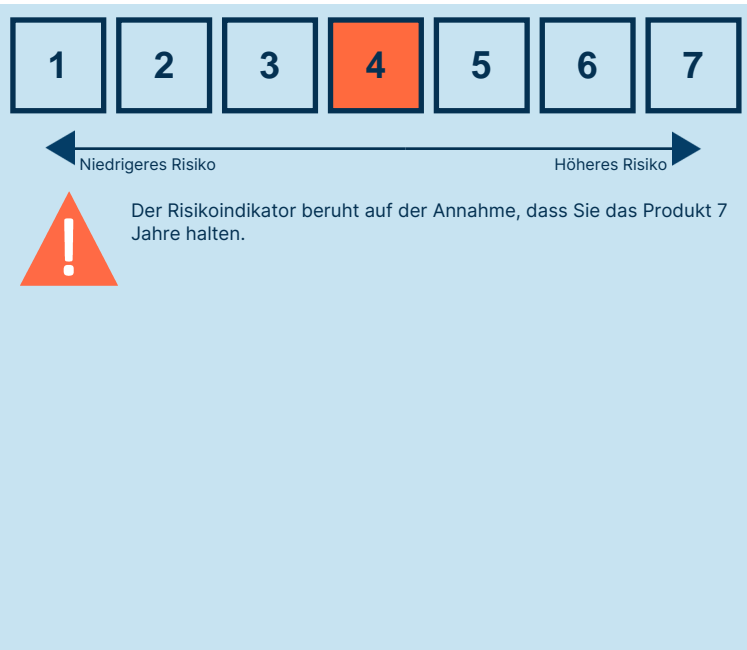 1 2 3 4 5 6 7
Niedrigeres Risiko Höheres Risiko
! Der Risikoindikator beruht auf der Annahme, dass Sie das Produkt 7
Jahre halten.